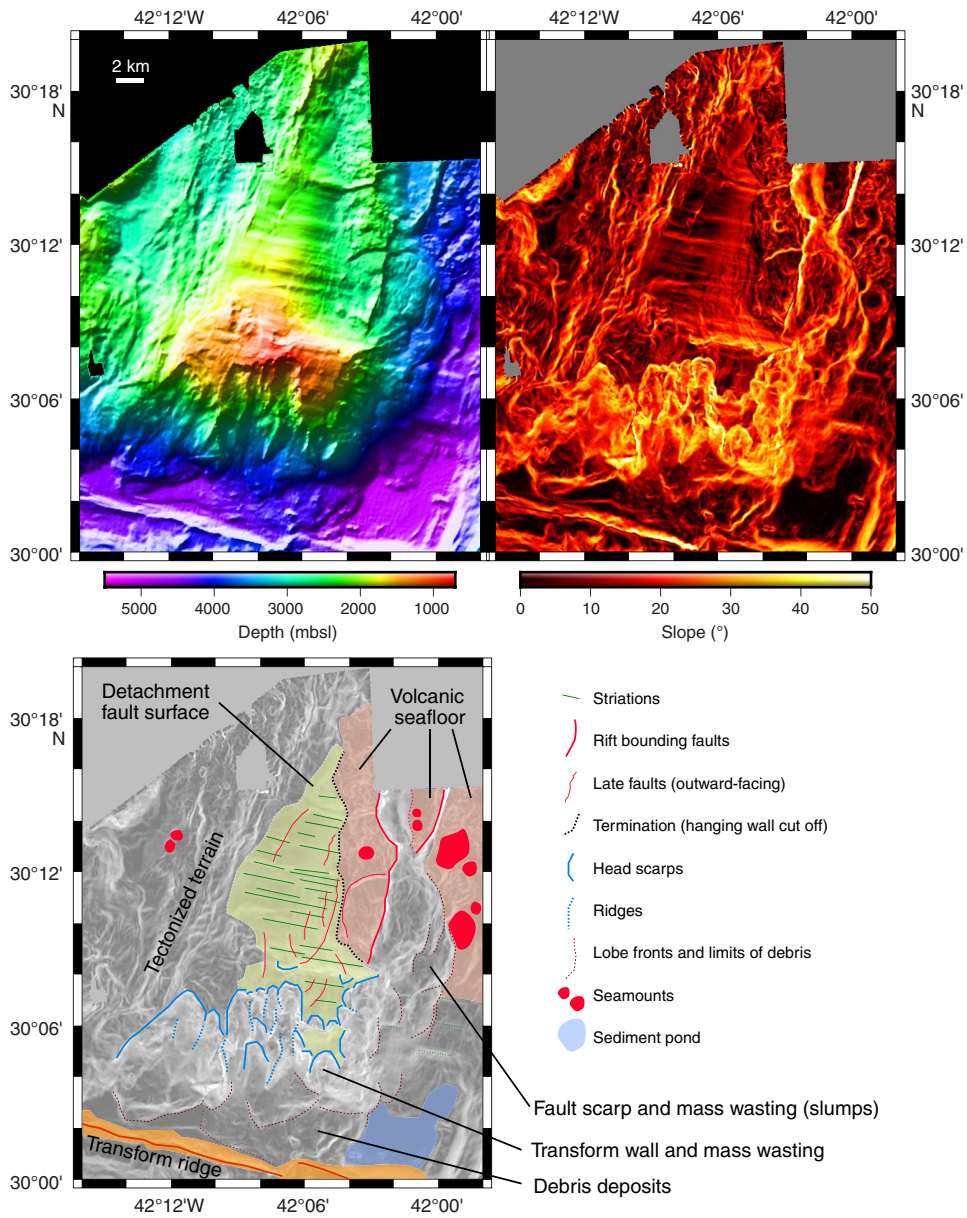 42°12'W 42°06' 42°00' 42°12'W 42°06' 42°00'
2 km
30°18'
N
30°12'
30°06'
30°00'
30°18'
N
30°12'
30°06'
30°00'
5000 4000 3000 2000 1000
Depth (mbsl)
0 10 20 30 40 50
Slope (°)
Detachment
fault surface
Volcanic
seafloor
30°18'
N
30°12'
30°06'
30°00'
Tectonized terrain
Transform ridge
42°12'W 42°06' 42°00'
Striations
Rift bounding faults
Late faults (outward-facing)
Termination (hanging wall cut off)
Head scarps
Ridges
Lobe fronts and limits of debris
Seamounts
Sediment pond
Fault scarp and mass wasting (slumps)
Transform wall and mass wasting
Debris deposits